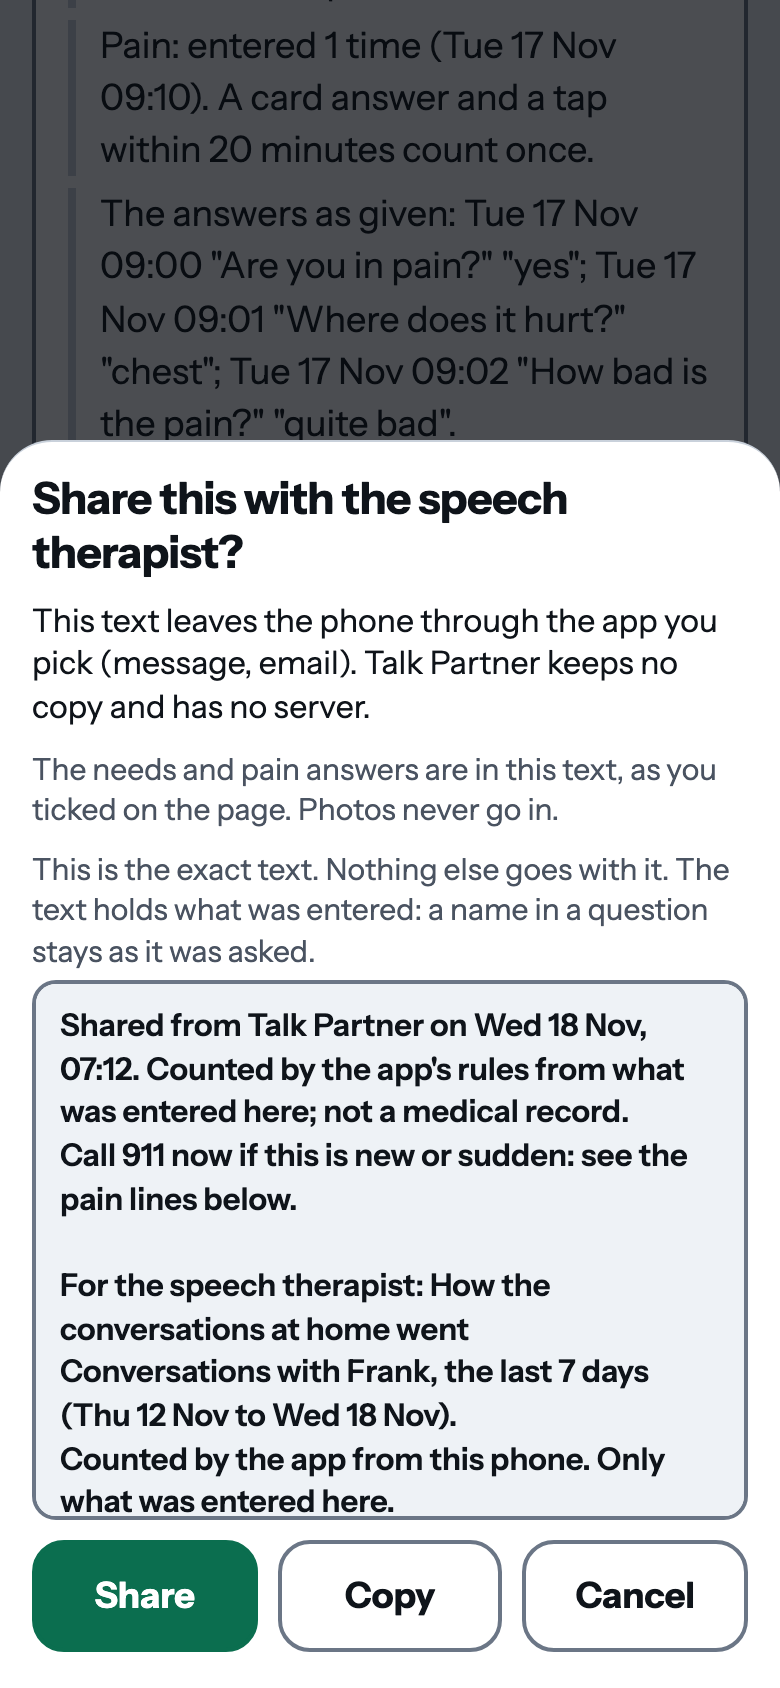 Pain: entered 1 time (Tue 17 Nov
09:10). A card answer and a tap
within 20 minutes count once.
The answers as given: Tue 17 Nov
09:00 "Are you in pain?" "yes"; Tue 17
Nov 09:01 "Where does it hurt?"
"chest"; Tue 17 Nov 09:02 "How bad is
the pain?" "quite bad".
Share this with the speech
therapist?
This text leaves the phone through the app you
pick (message, email). Talk Partner keeps no
copy and has no server.
The needs and pain answers are in this text, as you
ticked on the page. Photos never go in.
This is the exact text. Nothing else goes with it. The
text holds what was entered: a name in a question
stays as it was asked.
Shared from Talk Partner on Wed 18 Nov,
07:12. Counted by the app's rules from what
was entered here; not a medical record.
Call 911 now if this is new or sudden: see the
pain lines below.
For the speech therapist: How the
conversations at home went
Conversations with Frank, the last 7 days
(Thu 12 Nov to Wed 18 Nov).
Counted by the app from this phone. Only
what was entered here.
Share
Copy
Cancel